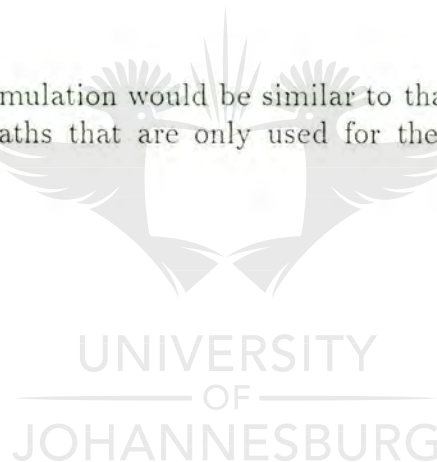 mulation would be similar to tha
aths that are only used for the
UNIVERSITY
OF
JOHANNESBURG